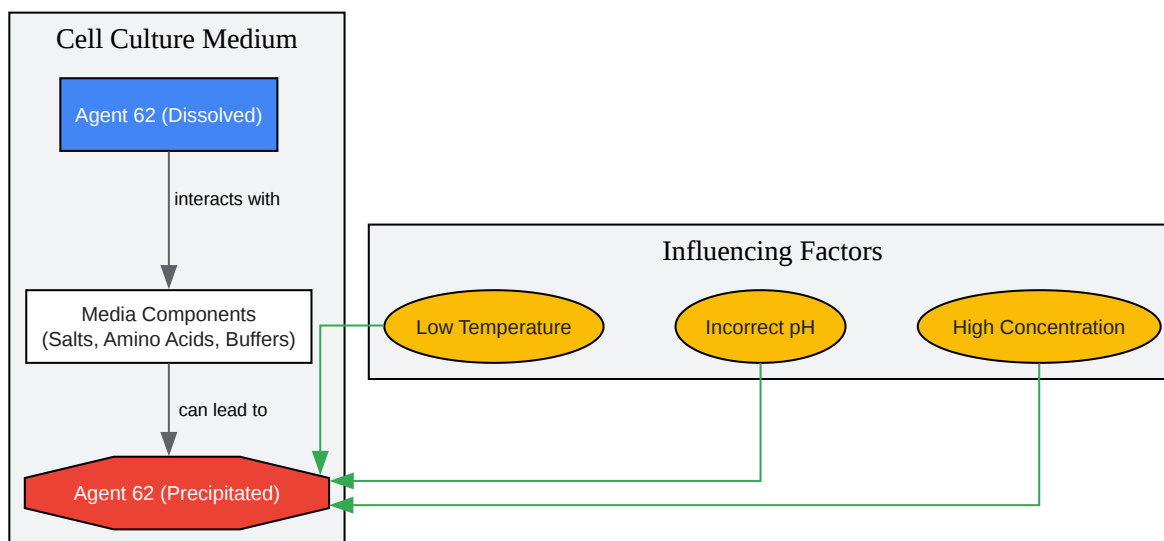 Cell Culture Medium
Agent 62 (Dissolved)
interacts with
Media Components
(Salts, Amino Acids, Buffers)
can lead to
Agent 62 (Precipitated)
Influencing Factors
Low Temperature
Incorrect pH
High Concentration